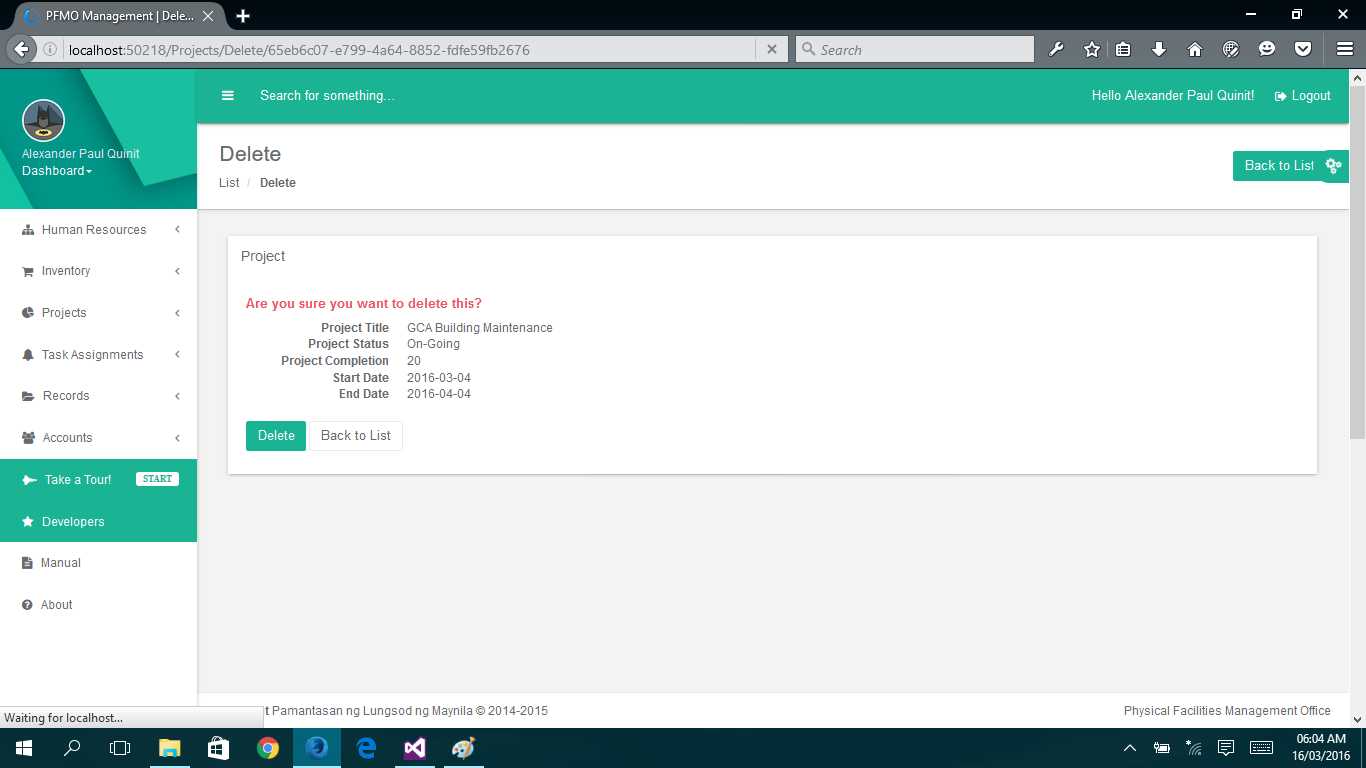 PFMO Management | Dele...
localhost:50218/Projects/Delete/65eb6c07-e799-4a64-8852-fdfe59fb2676
Search
Alexander Paul Quinit
Dashboard
Search for something...
Hello Alexander Paul Quinit!
Logout
Delete
List / Delete
Back to List
Human Resources
Inventory
Projects
Task Assignments
Records
Accounts
Take a Tour! START
Developers
Manual
About
Project
Are you sure you want to delete this?
Project Title GCA Building Maintenance
Project Status On-Going
Project Completion 20
Start Date 2016-03-04
End Date 2016-04-04
Delete Back to List
Waiting for localhost...
t Pamantasan ng Lungsod ng Maynila © 2014-2015
Physical Facilities Management Office
06:04 AM
16/03/2016